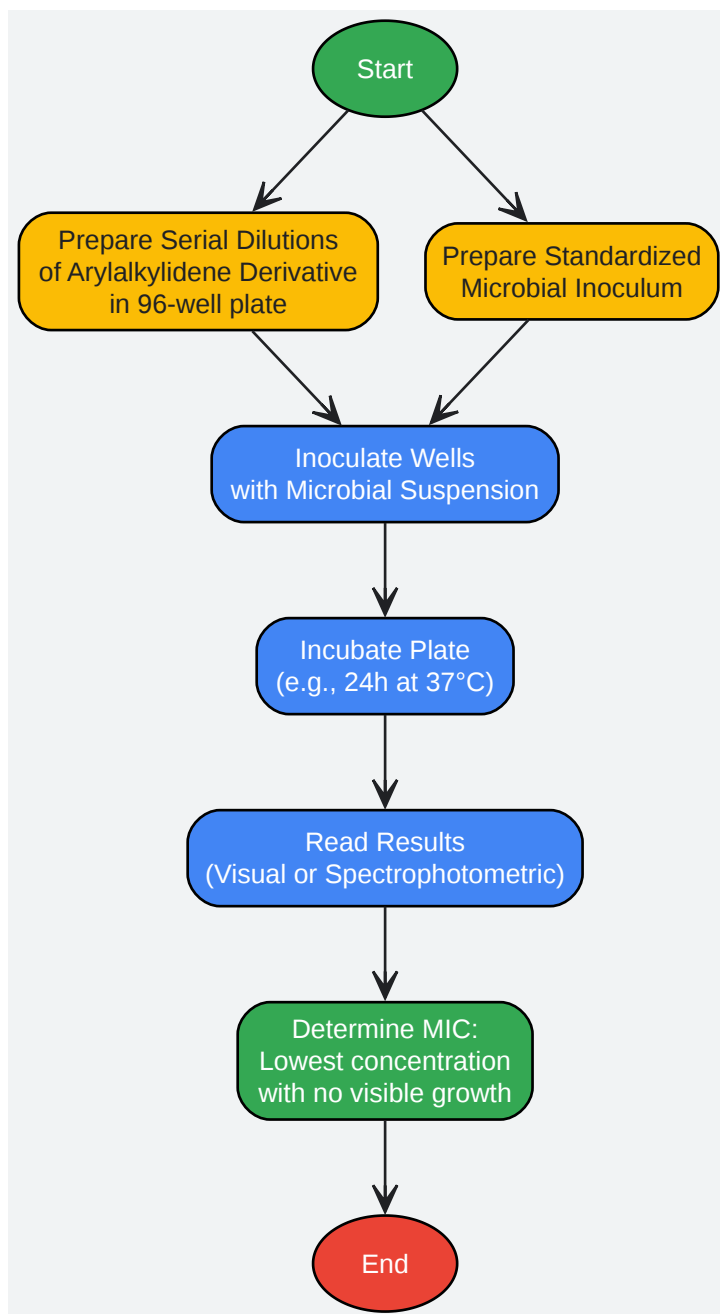 Start
Prepare Serial Dilutions
of Arylalkylidene Derivative
in 96-well plate
Prepare Standardized
Microbial Inoculum
Inoculate Wells
with Microbial Suspension
Incubate Plate
(e.g., 24h at 37°C)
Read Results
(Visual or Spectrophotometric)
Determine MIC:
Lowest concentration
with no visible growth
End